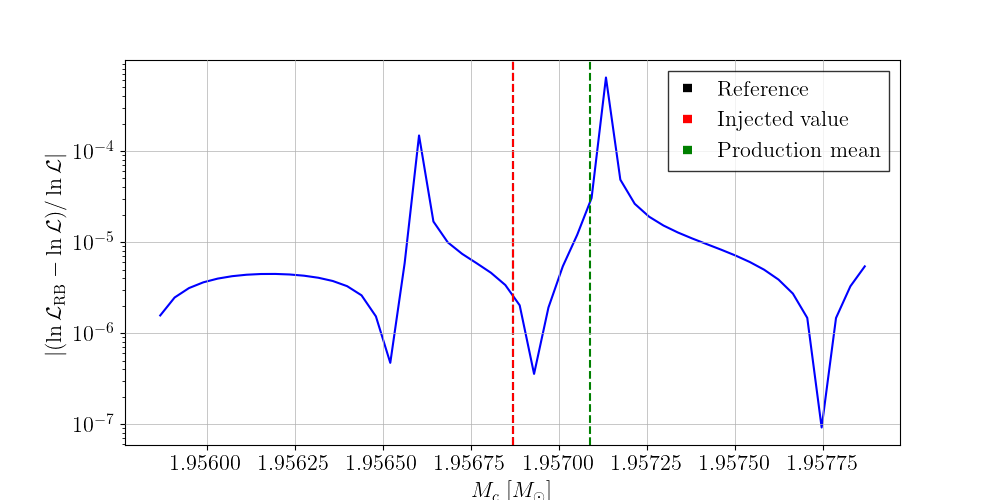 Reference
Injected value
Production mean
|(ln 𝓛_RB − ln 𝓛)/ ln 𝓛|
10⁻⁴
10⁻⁵
10⁻⁶
10⁻⁷
1.95600 1.95625 1.95650 1.95675 1.95700 1.95725 1.95750 1.95775
M_c [M_⊙]